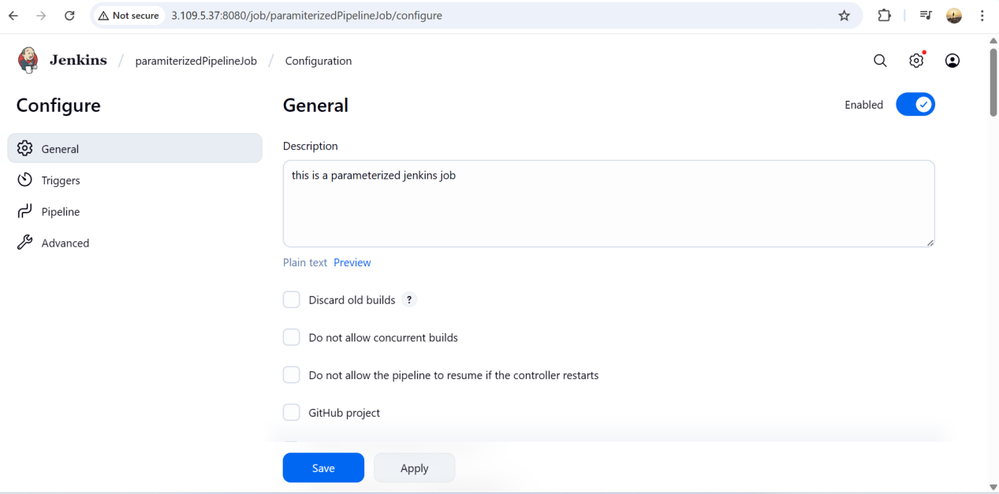 Not secure 3.109.5.37:8080/job/paramiterizedPipelineJob/configure
Jenkins / paramiterizedPipelineJob / Configuration
Configure
General
Triggers
Pipeline
Advanced
General
Enabled
Description
this is a parameterized jenkins job
Plain text Preview
Discard old builds ?
Do not allow concurrent builds
Do not allow the pipeline to resume if the controller restarts
GitHub project
Save Apply